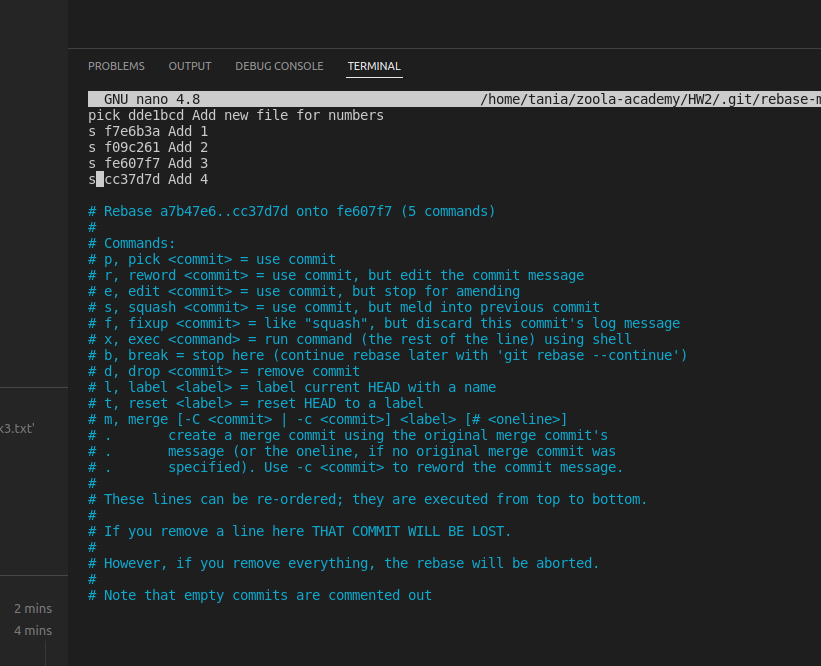 PROBLEMS OUTPUT DEBUG CONSOLE TERMINAL
GNU nano 4.8 /home/tania/zoola-academy/HW2/.git/rebase-m
pick dde1bcd Add new file for numbers
s f7e6b3a Add 1
s f09c261 Add 2
s fe607f7 Add 3
s cc37d7d Add 4
# Rebase a7b47e6..cc37d7d onto fe607f7 (5 commands)
#
# Commands:
# p, pick <commit> = use commit
# r, reword <commit> = use commit, but edit the commit message
# e, edit <commit> = use commit, but stop for amending
# s, squash <commit> = use commit, but meld into previous commit
# f, fixup <commit> = like "squash", but discard this commit's log message
# x, exec <command> = run command (the rest of the line) using shell
# b, break = stop here (continue rebase later with 'git rebase --continue')
# d, drop <commit> = remove commit
# l, label <label> = label current HEAD with a name
# t, reset <label> = reset HEAD to a label
# m, merge [-C <commit> | -c <commit>] <label> [# <oneline>]
# .       create a merge commit using the original merge commit's
# .       message (or the oneline, if no original merge commit was
# .       specified). Use -c <commit> to reword the commit message.
#
# These lines can be re-ordered; they are executed from top to bottom.
#
# If you remove a line here THAT COMMIT WILL BE LOST.
#
# However, if you remove everything, the rebase will be aborted.
#
# Note that empty commits are commented out
k3.txt'
2 mins
4 mins